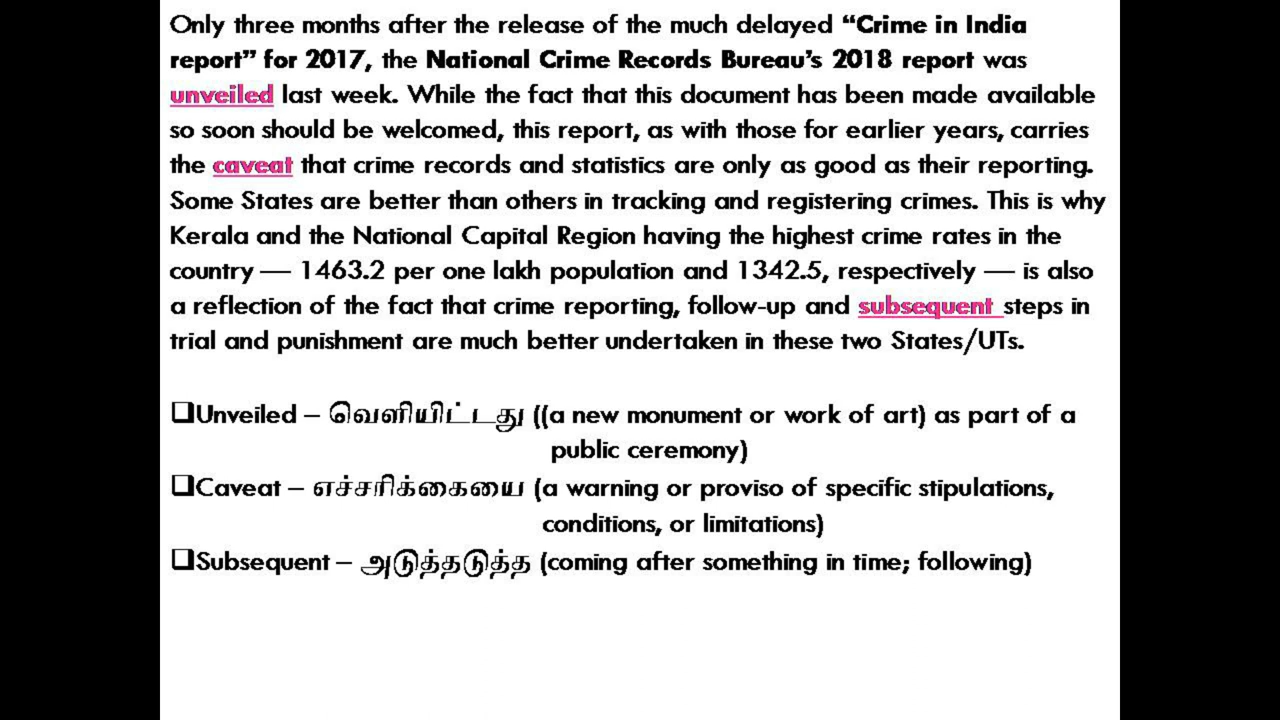 Only three months after the release of the much delayed “Crime in India
report” for 2017, the National Crime Records Bureau’s 2018 report was
unveiled last week. While the fact that this document has been made available
so soon should be welcomed, this report, as with those for earlier years, carries
the caveat that crime records and statistics are only as good as their reporting.
Some States are better than others in tracking and registering crimes. This is why
Kerala and the National Capital Region having the highest crime rates in the
country — 1463.2 per one lakh population and 1342.5, respectively — is also
a reflection of the fact that crime reporting, follow-up and subsequent steps in
trial and punishment are much better undertaken in these two States/UTs.
❑Unveiled – வெளியிட்டது ((a new monument or work of art) as part of a
public ceremony)
❑Caveat – எச்சரிக்கையை (a warning or proviso of specific stipulations,
conditions, or limitations)
❑Subsequent – அடுத்தடுத்த (coming after something in time; following)